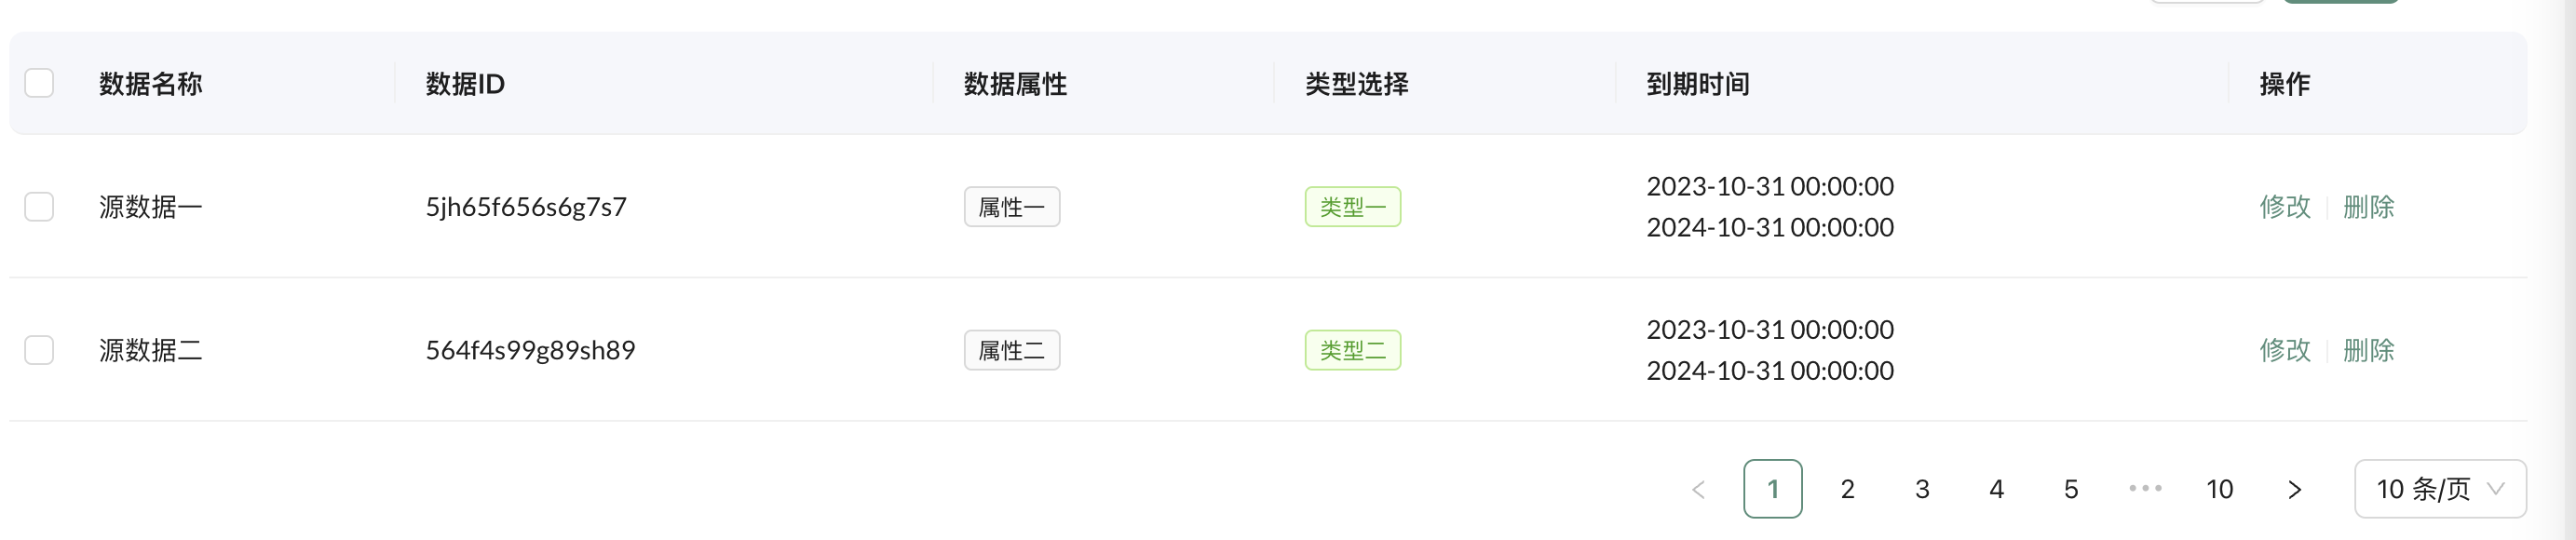 数据名称 数据ID 数据属性 类型选择 到期时间 操作
源数据一 5jh65f656s6g7s7 属性一 类型一 2023-10-31 00:00:00 修改 删除
2024-10-31 00:00:00
源数据二 564f4s99g89sh89 属性二 类型二 2023-10-31 00:00:00 修改 删除
2024-10-31 00:00:00
1 2 3 4 5 ••• 10 10 条/页